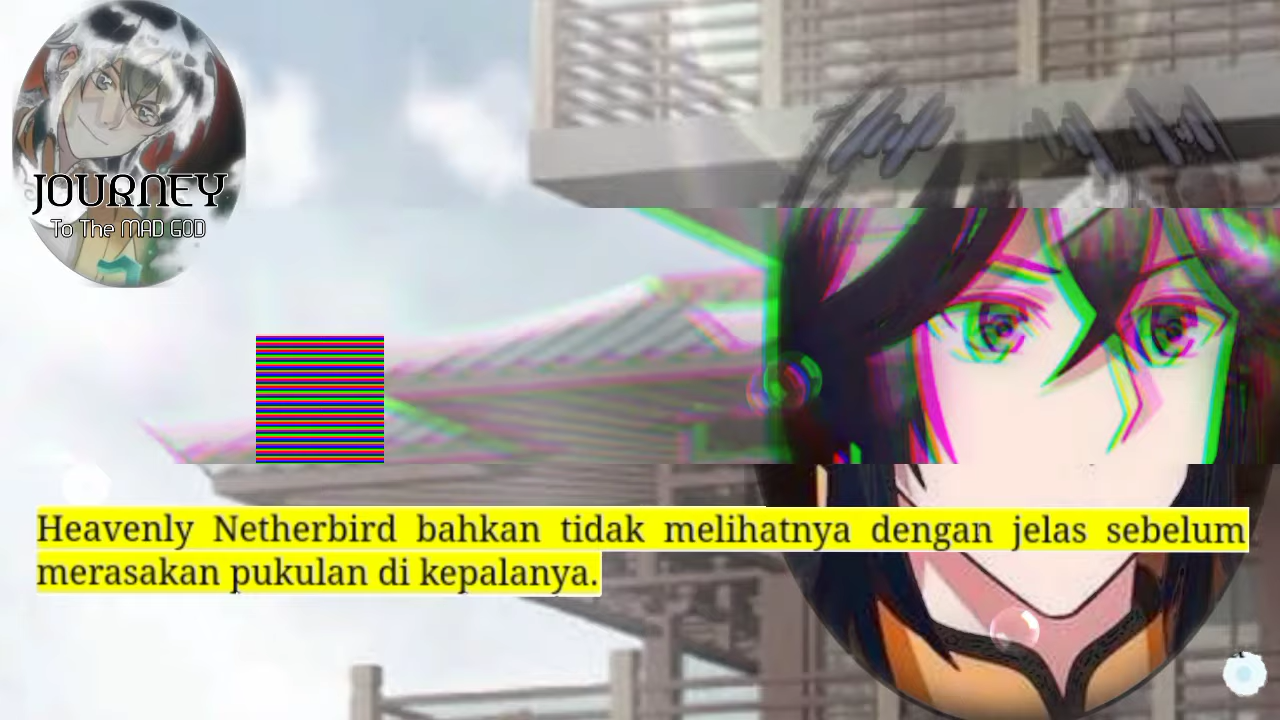 JOURNEY
To The MAD GOD
Heavenly Netherbird bahkan tidak melihatnya dengan jelas sebelum
merasakan pukulan di kepalanya.